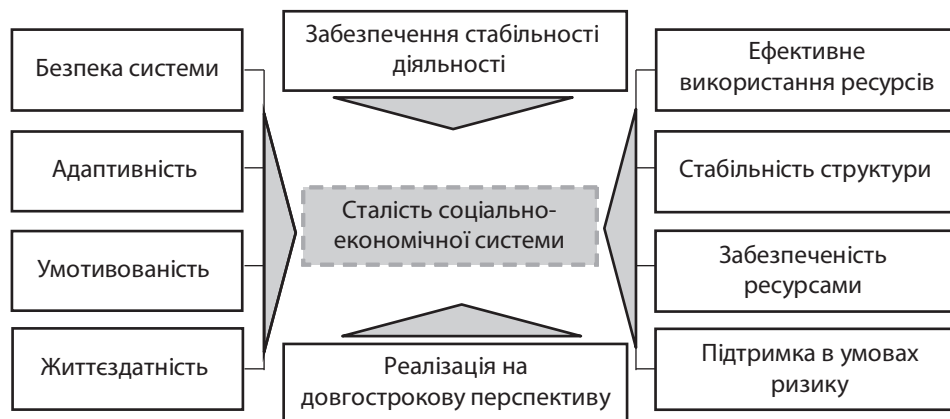 Безпека системи
Адаптивність
Умотивованість
Життєздатність
Забезпечення стабільності
діяльності
Сталість соціально-
економічної системи
Реалізація на
довгострокову перспективу
Ефективне
використання ресурсів
Стабільність структури
Забезпеченість
ресурсами
Підтримка в умовах
ризику